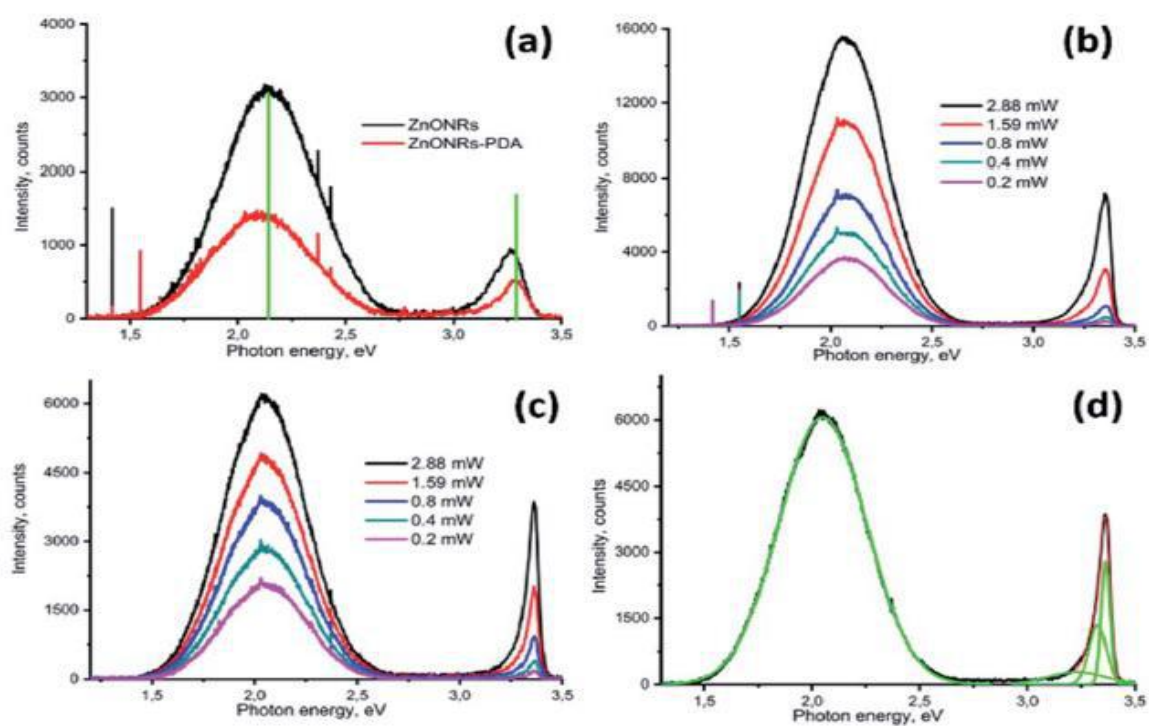 (a)
Intensity, counts
4000
3000
2000
1000
0
ZnONRs
ZnONRs-PDA
1,5 2,0 2,5 3,0 3,5
Photon energy, eV
(b)
Intensity, counts
16000
12000
8000
4000
0
2.88 mW
1.59 mW
0.8 mW
0.4 mW
0.2 mW
1,5 2,0 2,5 3,0 3,5
Photon energy, eV
(c)
Intensity, counts
6000
4500
3000
1500
0
2.88 mW
1.59 mW
0.8 mW
0.4 mW
0.2 mW
1,5 2,0 2,5 3,0 3,5
Photon energy, eV
(d)
Intensity, counts
6000
4500
3000
1500
0
1,5 2,0 2,5 3,0 3,5
Photon energy, eV